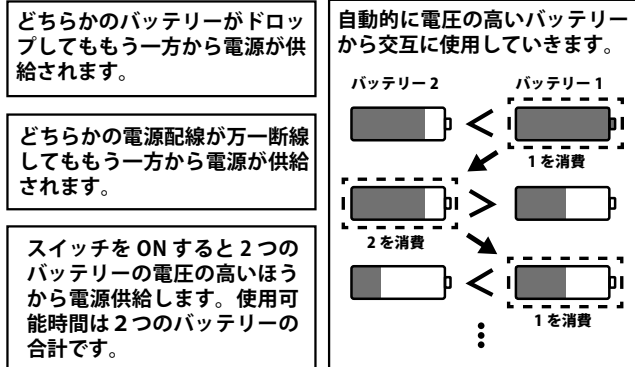 どちらかのバッテリーがドロッ
プしてももう一方から電源が供
給されます。
どちらかの電源配線が万一断線
してももう一方から電源が供給
されます。
スイッチを ON すると 2 つの
バッテリーの電圧の高いほう
から電源供給します。使用可
能時間は２つのバッテリーの
合計です。
自動的に電圧の高いバッテリー
から交互に使用していきます。
バッテリー 2 バッテリー 1
<
1 を消費
>
2 を消費
<
1 を消費